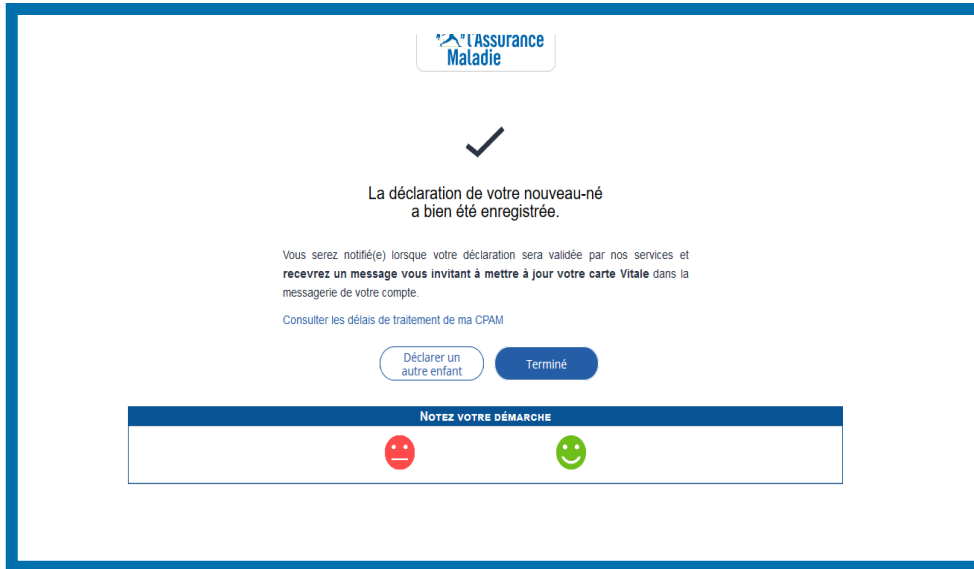 l'Assurance
Maladie
La déclaration de votre nouveau-né
a bien été enregistrée.
Vous serez notifié(e) lorsque votre déclaration sera validée par nos services et
recevrez un message vous invitant à mettre à jour votre carte Vitale dans la
messagerie de votre compte.
Consulter les délais de traitement de ma CPAM
Déclarer un
autre enfant
Terminé
NOTEZ VOTRE DÉMARCHE